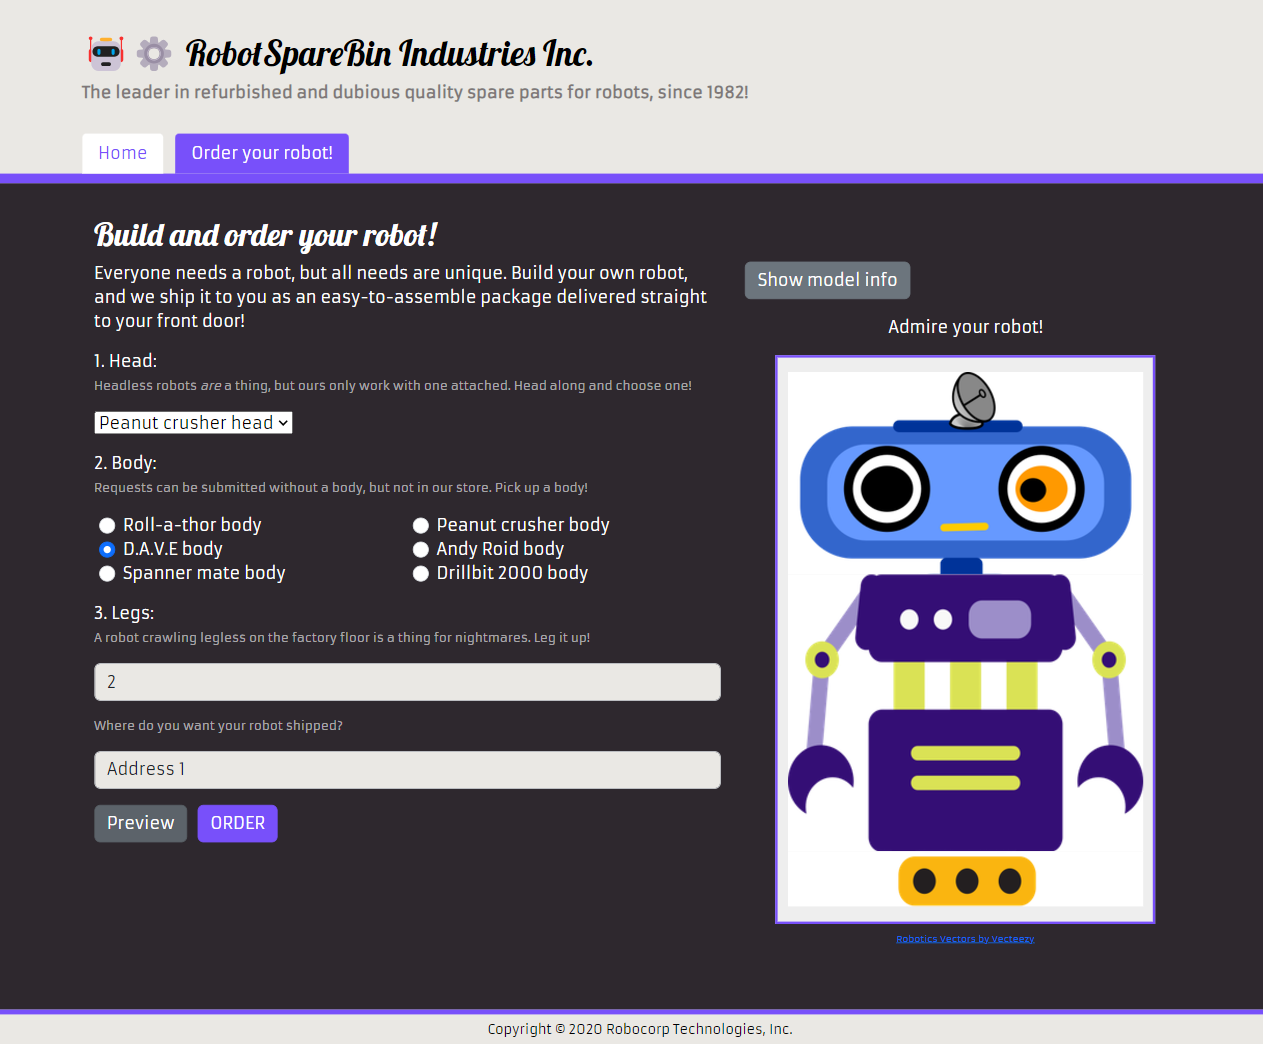 RobotSpareBin Industries Inc.
The leader in refurbished and dubious quality spare parts for robots, since 1982!
Home
Order your robot!
Build and order your robot!
Everyone needs a robot, but all needs are unique. Build your own robot,
and we ship it to you as an easy-to-assemble package delivered straight
to your front door!
1. Head:
Headless robots are a thing, but ours only work with one attached. Head along and choose one!
Peanut crusher head
2. Body:
Requests can be submitted without a body, but not in our store. Pick up a body!
Roll-a-thor body
Peanut crusher body
D.A.V.E body
Andy Roid body
Spanner mate body
Drillbit 2000 body
3. Legs:
A robot crawling legless on the factory floor is a thing for nightmares. Leg it up!
2
Where do you want your robot shipped?
Address 1
Preview
ORDER
Show model info
Admire your robot!
Robotics Vectors by Vecteezy
Copyright © 2020 Robocorp Technologies, Inc.